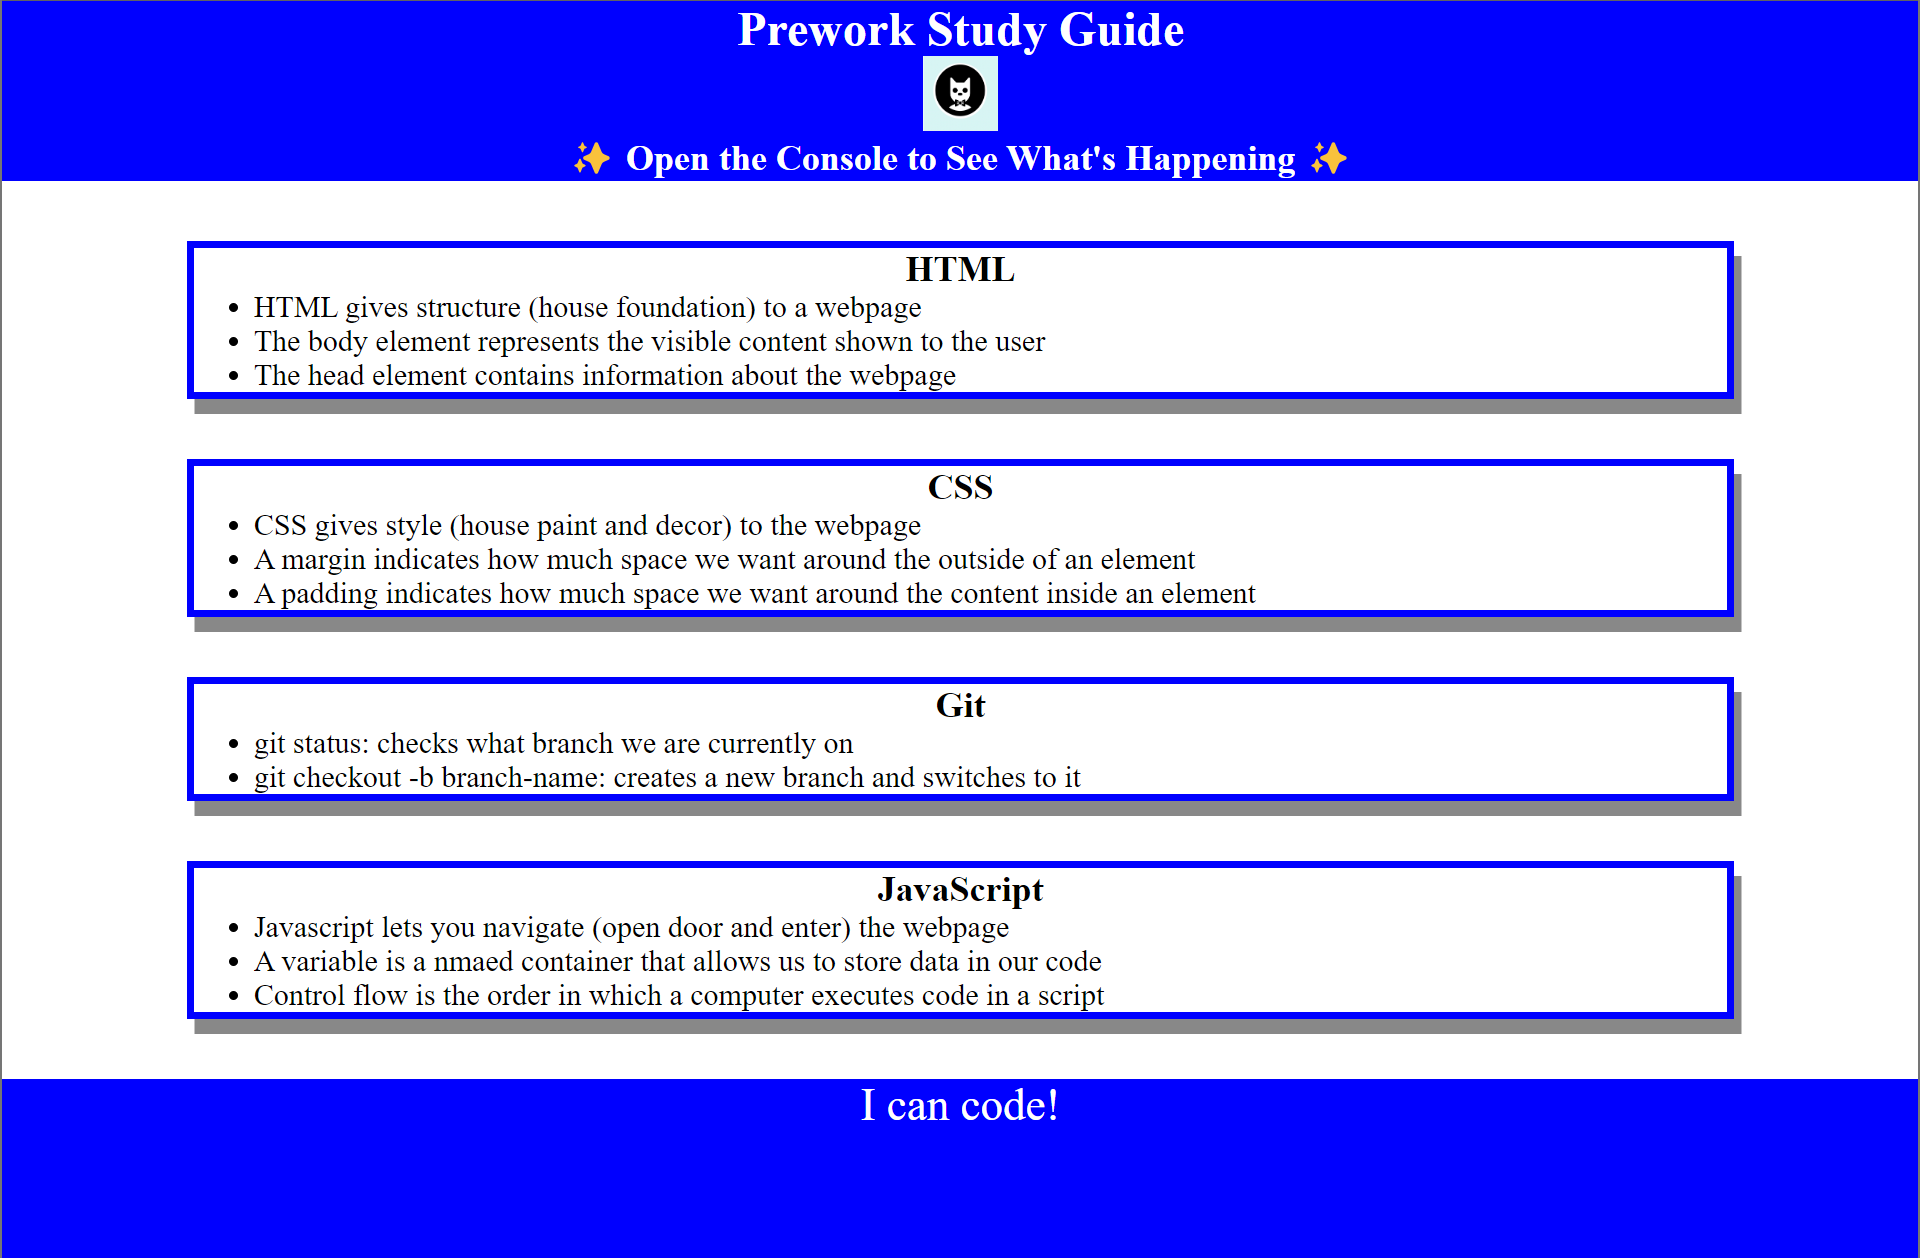 Prework Study Guide
✨ Open the Console to See What's Happening ✨
HTML
• HTML gives structure (house foundation) to a webpage
• The body element represents the visible content shown to the user
• The head element contains information about the webpage
CSS
• CSS gives style (house paint and decor) to the webpage
• A margin indicates how much space we want around the outside of an element
• A padding indicates how much space we want around the content inside an element
Git
• git status: checks what branch we are currently on
• git checkout -b branch-name: creates a new branch and switches to it
JavaScript
• Javascript lets you navigate (open door and enter) the webpage
• A variable is a nmaed container that allows us to store data in our code
• Control flow is the order in which a computer executes code in a script
I can code!